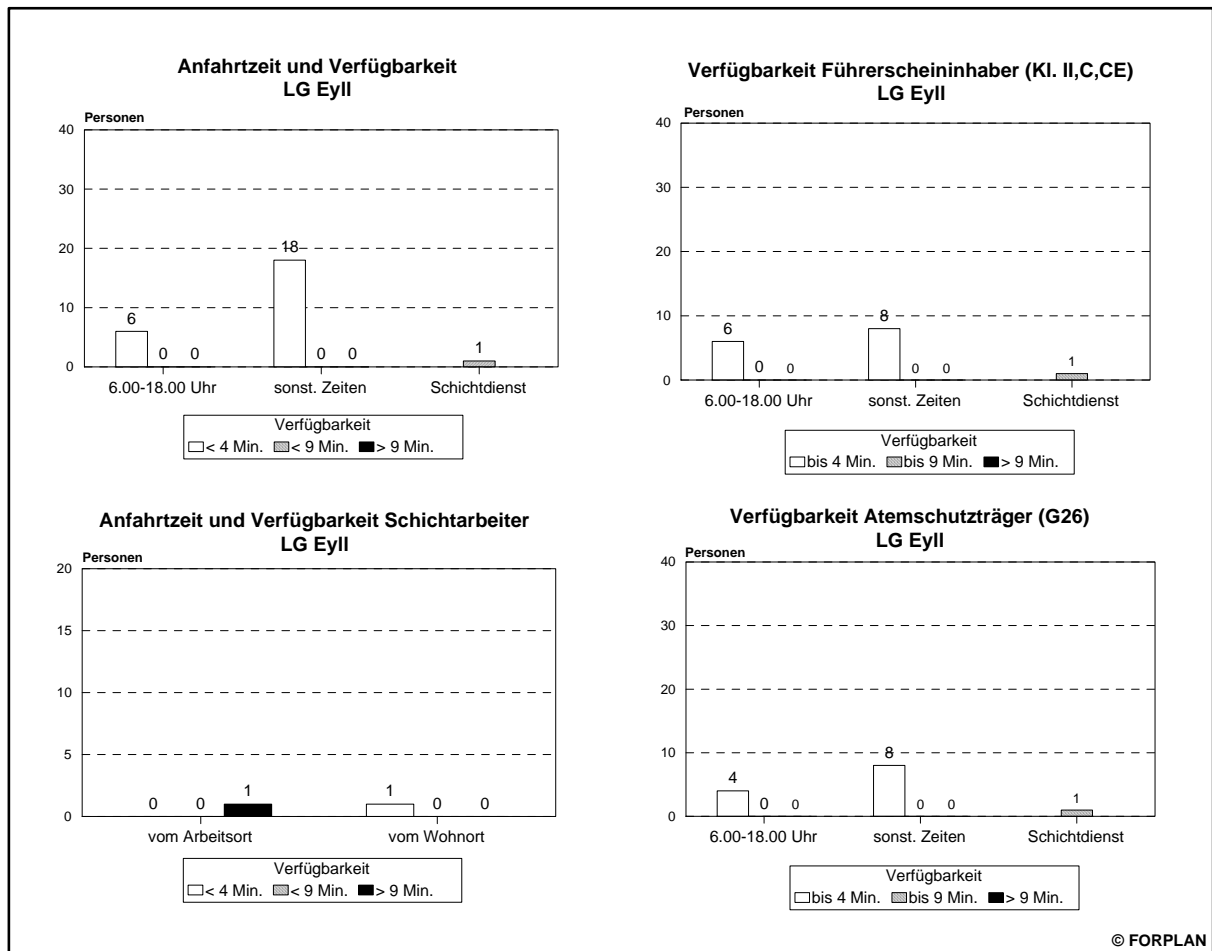 Anfahrtzeit und Verfügbarkeit
LG Eyll
Personen
40
30
20
10
0
6
0
0
18
0
0
1
6.00-18.00 Uhr
sonst. Zeiten
Schichtdienst
Verfügbarkeit
< 4 Min.
< 9 Min.
> 9 Min.
Verfügbarkeit Führerscheininhaber (Kl. II,C,CE)
LG Eyll
Personen
40
30
20
10
0
6
0
0
8
0
0
1
6.00-18.00 Uhr
sonst. Zeiten
Schichtdienst
Verfügbarkeit
bis 4 Min.
bis 9 Min.
> 9 Min.
Anfahrtzeit und Verfügbarkeit Schichtarbeiter
LG Eyll
Personen
20
15
10
5
0
0
0
1
1
0
0
vom Arbeitsort
vom Wohnort
Verfügbarkeit
< 4 Min.
< 9 Min.
> 9 Min.
Verfügbarkeit Atemschutzträger (G26)
LG Eyll
Personen
40
30
20
10
0
4
0
0
8
0
0
1
6.00-18.00 Uhr
sonst. Zeiten
Schichtdienst
Verfügbarkeit
bis 4 Min.
bis 9 Min.
> 9 Min.
© FORPLAN